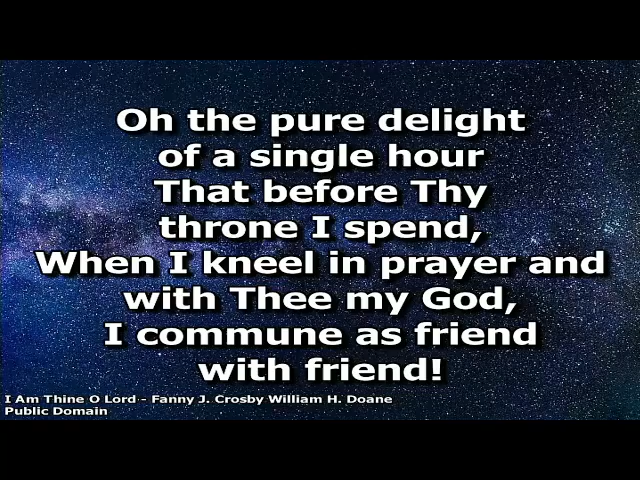 Oh the pure delight
of a single hour
That before Thy
throne I spend,
When I kneel in prayer and
with Thee my God,
I commune as friend
with friend!
I Am Thine O Lord - Fanny J. Crosby William H. Doane
Public Domain